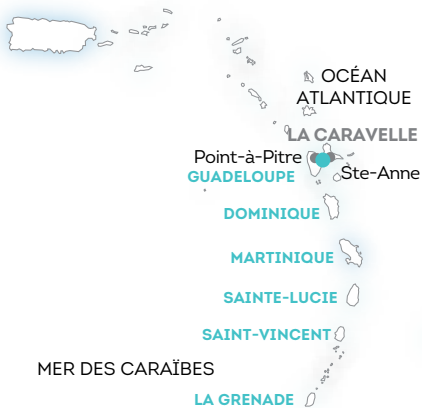 OCÉAN
ATLANTIQUE
LA CARAVELLE
Point-à-Pitre
Ste-Anne
GUADELOUPE
DOMINIQUE
MARTINIQUE
SAINTE-LUCIE
SAINT-VINCENT
MER DES CARAÏBES
LA GRENADE